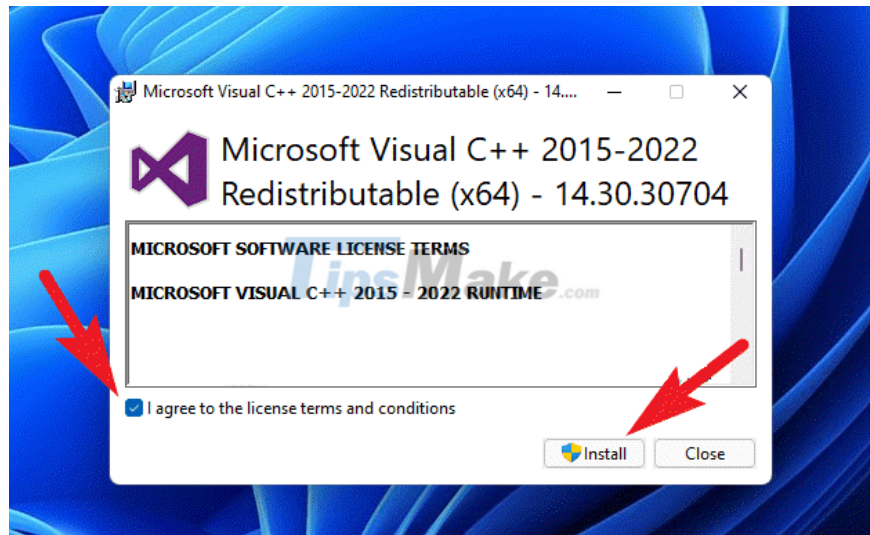 Microsoft Visual C++ 2015-2022 Redistributable (x64) - 14....
Microsoft Visual C++ 2015-2022
Redistributable (x64) - 14.30.30704
MICROSOFT SOFTWARE LICENSE TERMS
TipsMake.com
MICROSOFT VISUAL C++ 2015 - 2022 RUNTIME
I agree to the license terms and conditions
Install
Close